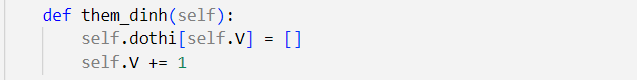 def them_dinh(self):
    self.dothi[self.V] = []
    self.V += 1